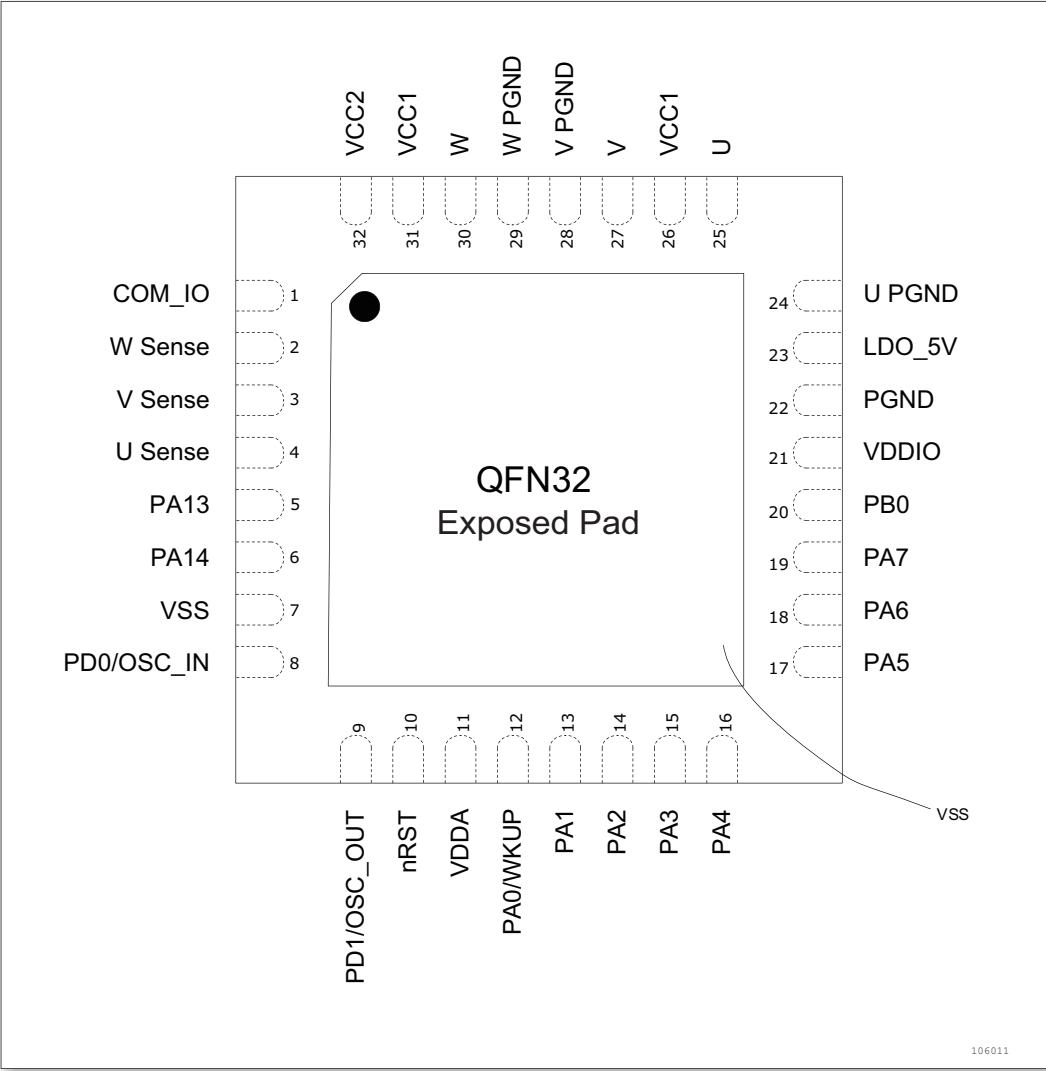 VCC2
VCC1
W
W PGND
V PGND
V
VCC1
U
32
31
30
29
28
27
26
25
COM_IO 1
W Sense 2
V Sense 3
U Sense 4
PA13 5
PA14 6
VSS 7
PD0/OSC_IN 8
QFN32
Exposed Pad
24 U PGND
23 LDO_5V
22 PGND
21 VDDIO
20 PB0
19 PA7
18 PA6
17 PA5
9
10
11
12
13
14
15
16
PD1/OSC_OUT
nRST
VDDA
PA0/WKUP
PA1
PA2
PA3
PA4
VSS
106011